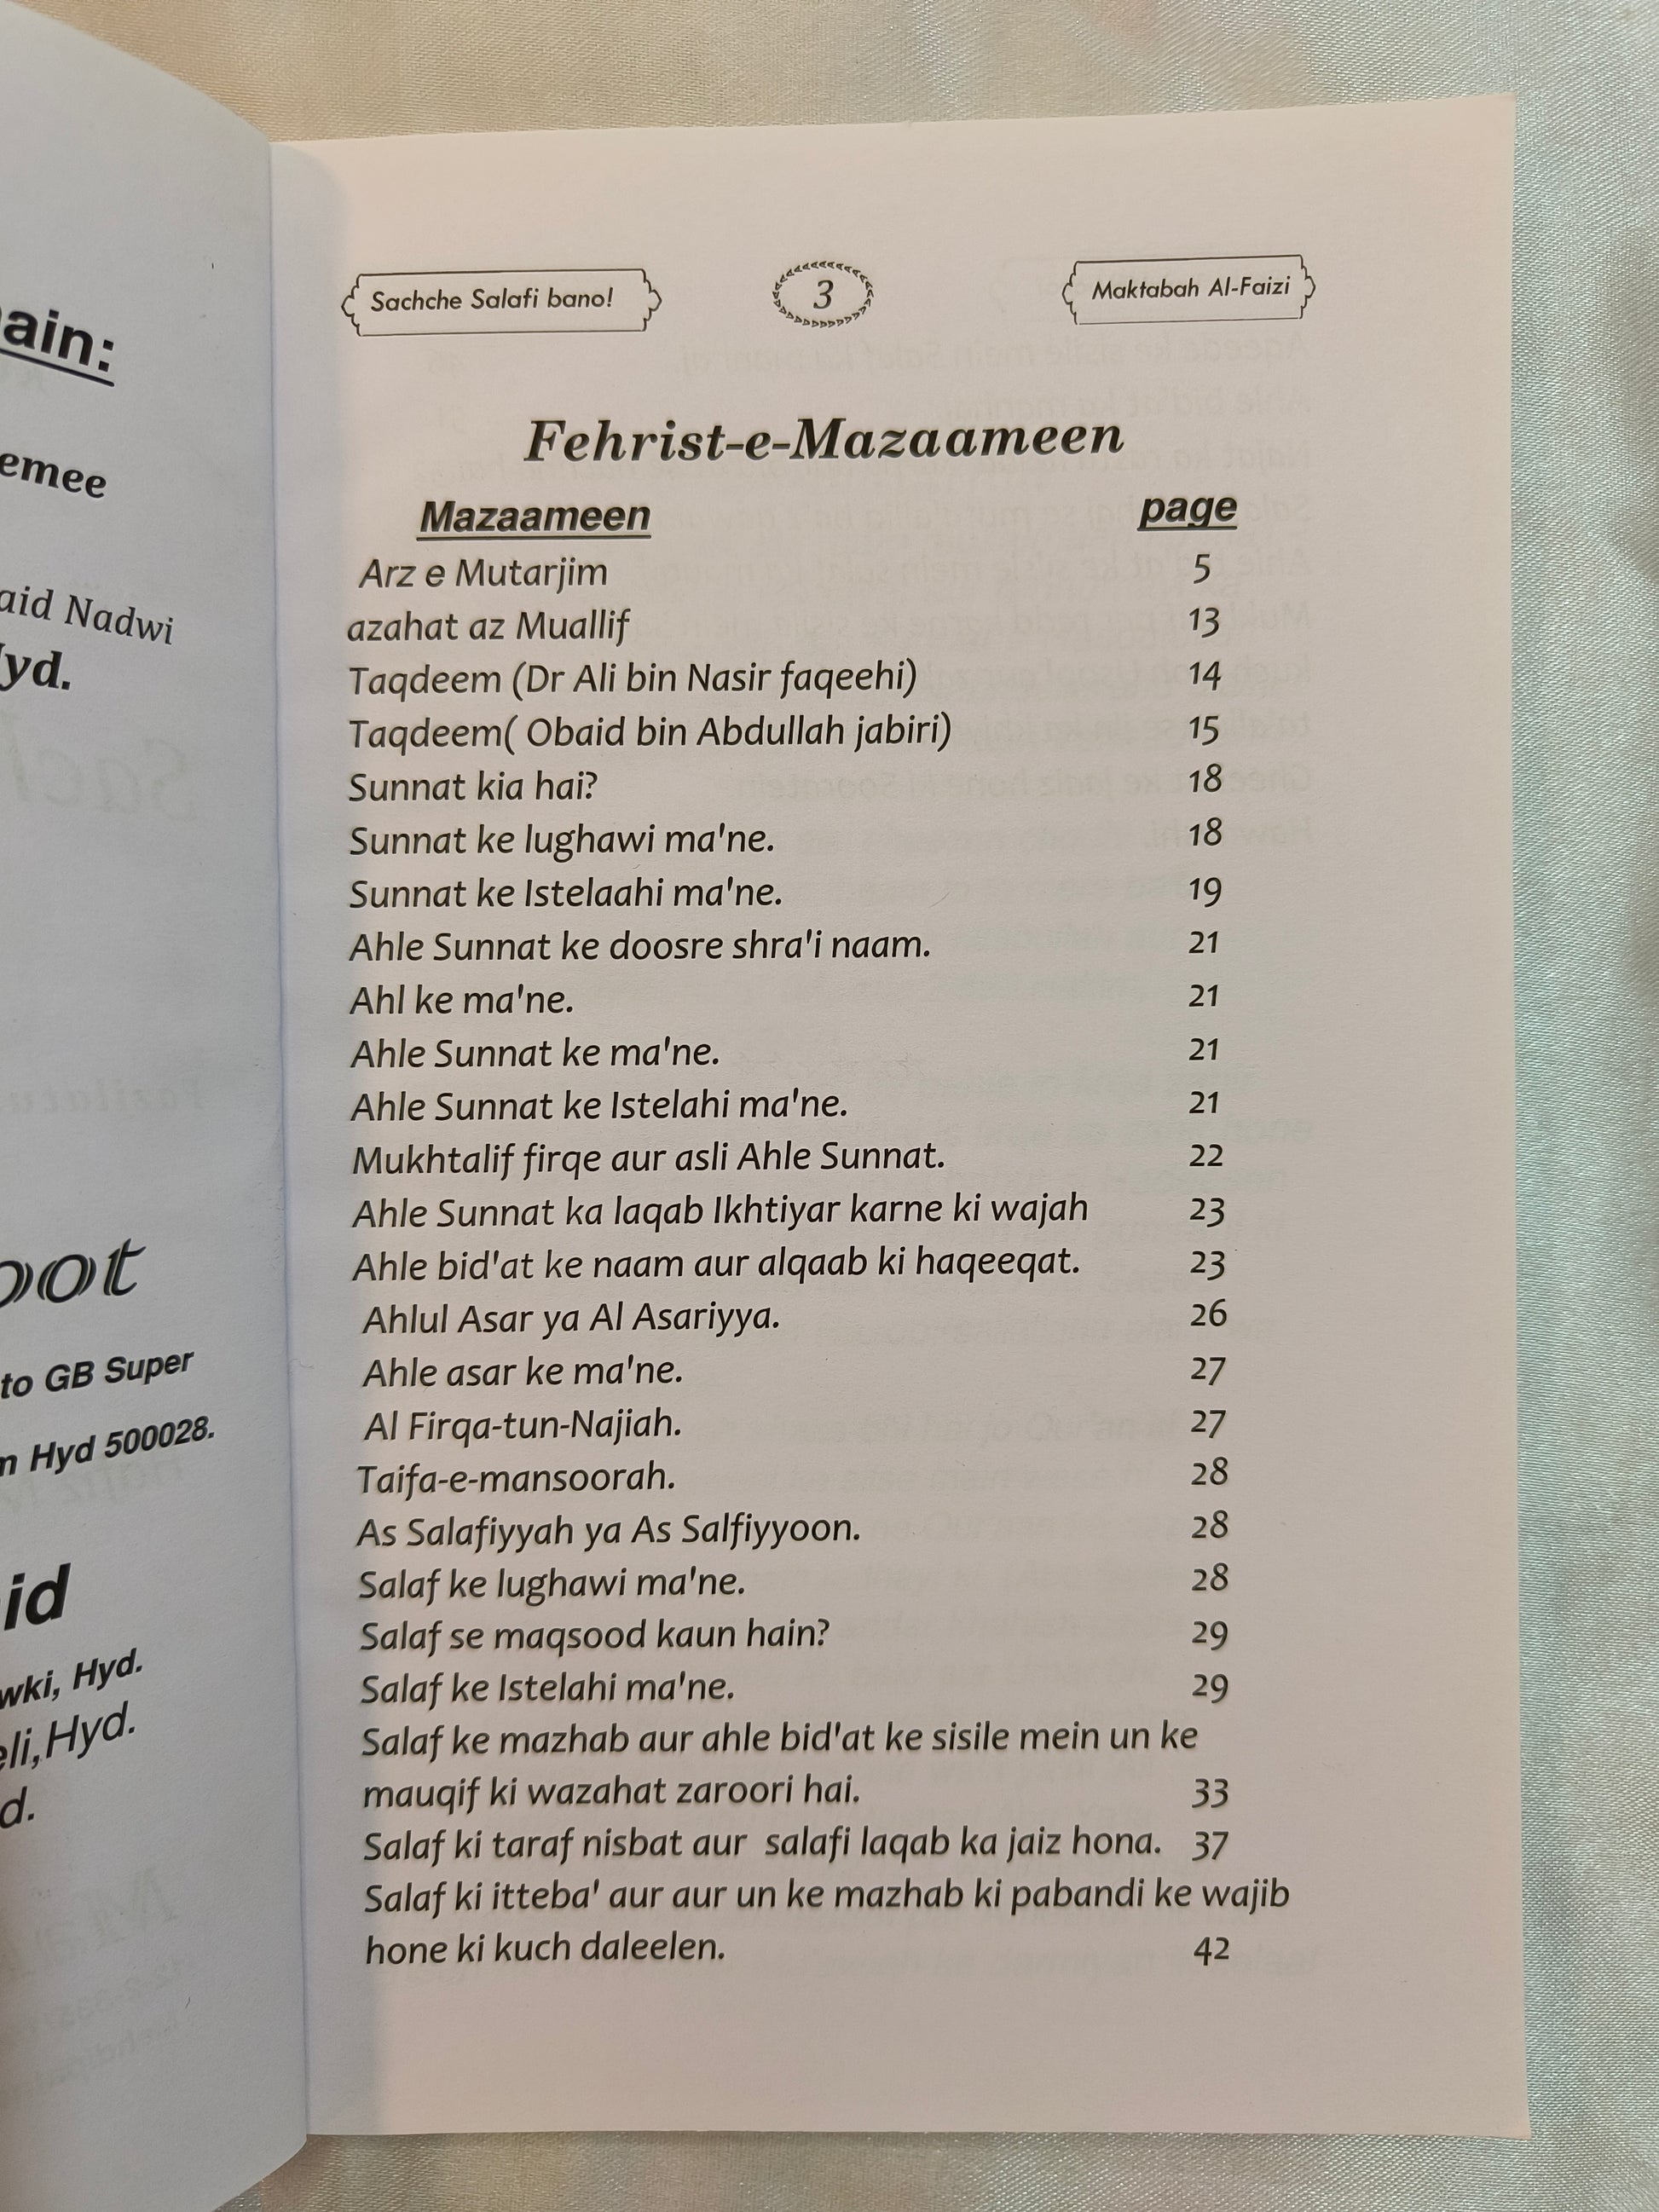 ain:
emee
aid Nadwi
yd.
oot
to GB Super
Hyd 500028.
id
wki, Hyd.
eli,Hyd.
d.
Sachche Salafi bano!
3
Maktabah Al-Faizi
Fehrist-e-Mazaameen
Mazaameen page
Arz e Mutarjim 5
azahat az Muallif 13
Taqdeem (Dr Ali bin Nasir faqeehi) 14
Taqdeem( Obaid bin Abdullah jabiri) 15
Sunnat kia hai? 18
Sunnat ke lughawi ma'ne. 18
Sunnat ke Istelaahi ma'ne. 19
Ahle Sunnat ke doosre shra'i naam. 21
Ahl ke ma'ne. 21
Ahle Sunnat ke ma'ne. 21
Ahle Sunnat ke Istelahi ma'ne. 21
Mukhtalif firqe aur asli Ahle Sunnat. 22
Ahle Sunnat ka laqab Ikhtiyar karne ki wajah 23
Ahle bid'at ke naam aur alqaab ki haqeeqat. 23
Ahlul Asar ya Al Asariyya. 26
Ahle asar ke ma'ne. 27
Al Firqa-tun-Najiah. 27
Taifa-e-mansoorah. 28
As Salafiyyah ya As Salfiyyoon. 28
Salaf ke lughawi ma'ne. 28
Salaf se maqsood kaun hain? 29
Salaf ke Istelahi ma'ne. 29
Salaf ke mazhab aur ahle bid'at ke sisile mein un ke
mauqif ki wazahat zaroori hai. 33
Salaf ki taraf nisbat aur salafi laqab ka jaiz hona. 37
Salaf ki itteba' aur aur un ke mazhab ki pabandi ke wajib
hone ki kuch daleelen. 42